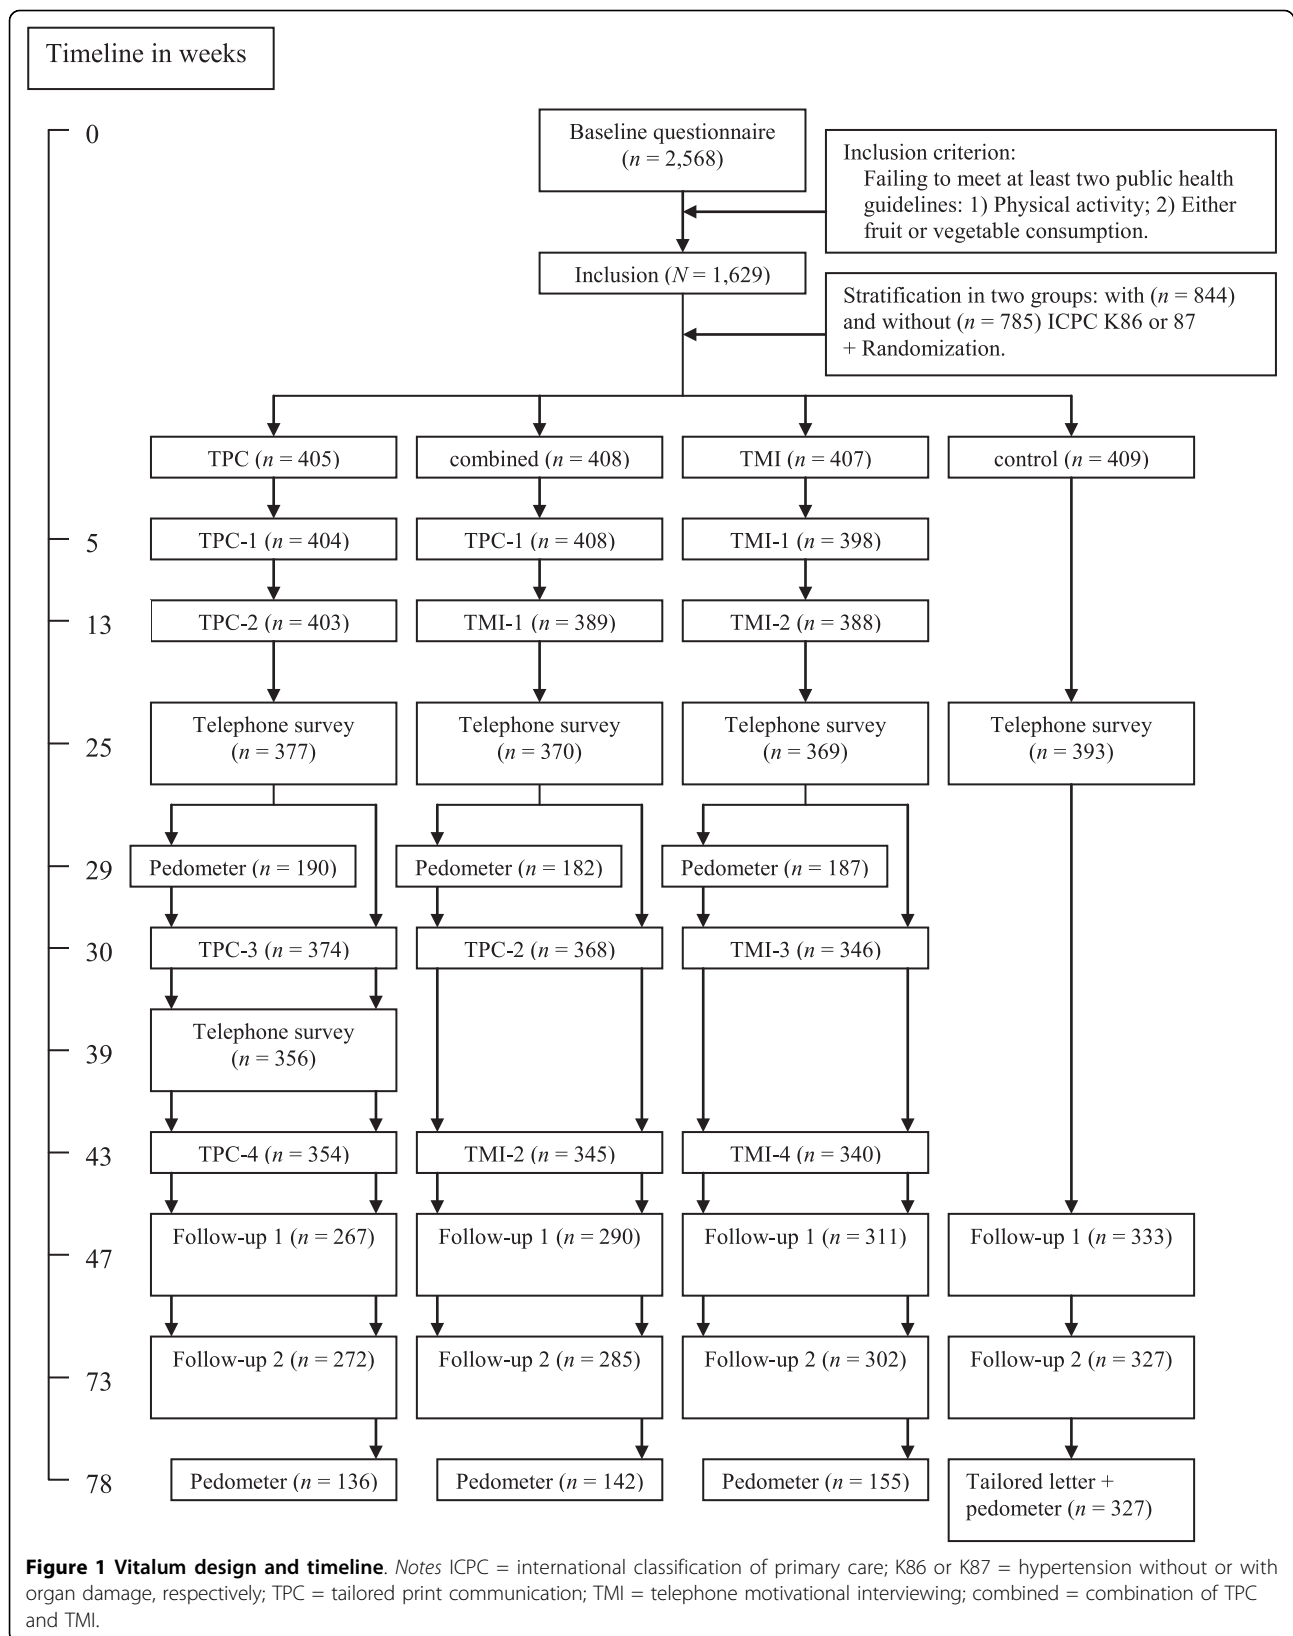 Timeline in weeks
0
Baseline questionnaire
(n = 2,568)
Inclusion criterion:
Failing to meet at least two public health
guidelines: 1) Physical activity; 2) Either
fruit or vegetable consumption.
Inclusion (N = 1,629)
Stratification in two groups: with (n = 844)
and without (n = 785) ICPC K86 or 87
+ Randomization.
TPC (n = 405)
combined (n = 408)
TMI (n = 407)
control (n = 409)
5
TPC-1 (n = 404)
TPC-1 (n = 408)
TMI-1 (n = 398)
13
TPC-2 (n = 403)
TMI-1 (n = 389)
TMI-2 (n = 388)
25
Telephone survey
(n = 377)
Telephone survey
(n = 370)
Telephone survey
(n = 369)
Telephone survey
(n = 393)
29
Pedometer (n = 190)
Pedometer (n = 182)
Pedometer (n = 187)
30
TPC-3 (n = 374)
TPC-2 (n = 368)
TMI-3 (n = 346)
39
Telephone survey
(n = 356)
43
TPC-4 (n = 354)
TMI-2 (n = 345)
TMI-4 (n = 340)
47
Follow-up 1 (n = 267)
Follow-up 1 (n = 290)
Follow-up 1 (n = 311)
Follow-up 1 (n = 333)
73
Follow-up 2 (n = 272)
Follow-up 2 (n = 285)
Follow-up 2 (n = 302)
Follow-up 2 (n = 327)
78
Pedometer (n = 136)
Pedometer (n = 142)
Pedometer (n = 155)
Tailored letter +
pedometer (n = 327)
Figure 1 Vitalum design and timeline. Notes ICPC = international classification of primary care; K86 or K87 = hypertension without or with
organ damage, respectively; TPC = tailored print communication; TMI = telephone motivational interviewing; combined = combination of TPC
and TMI.